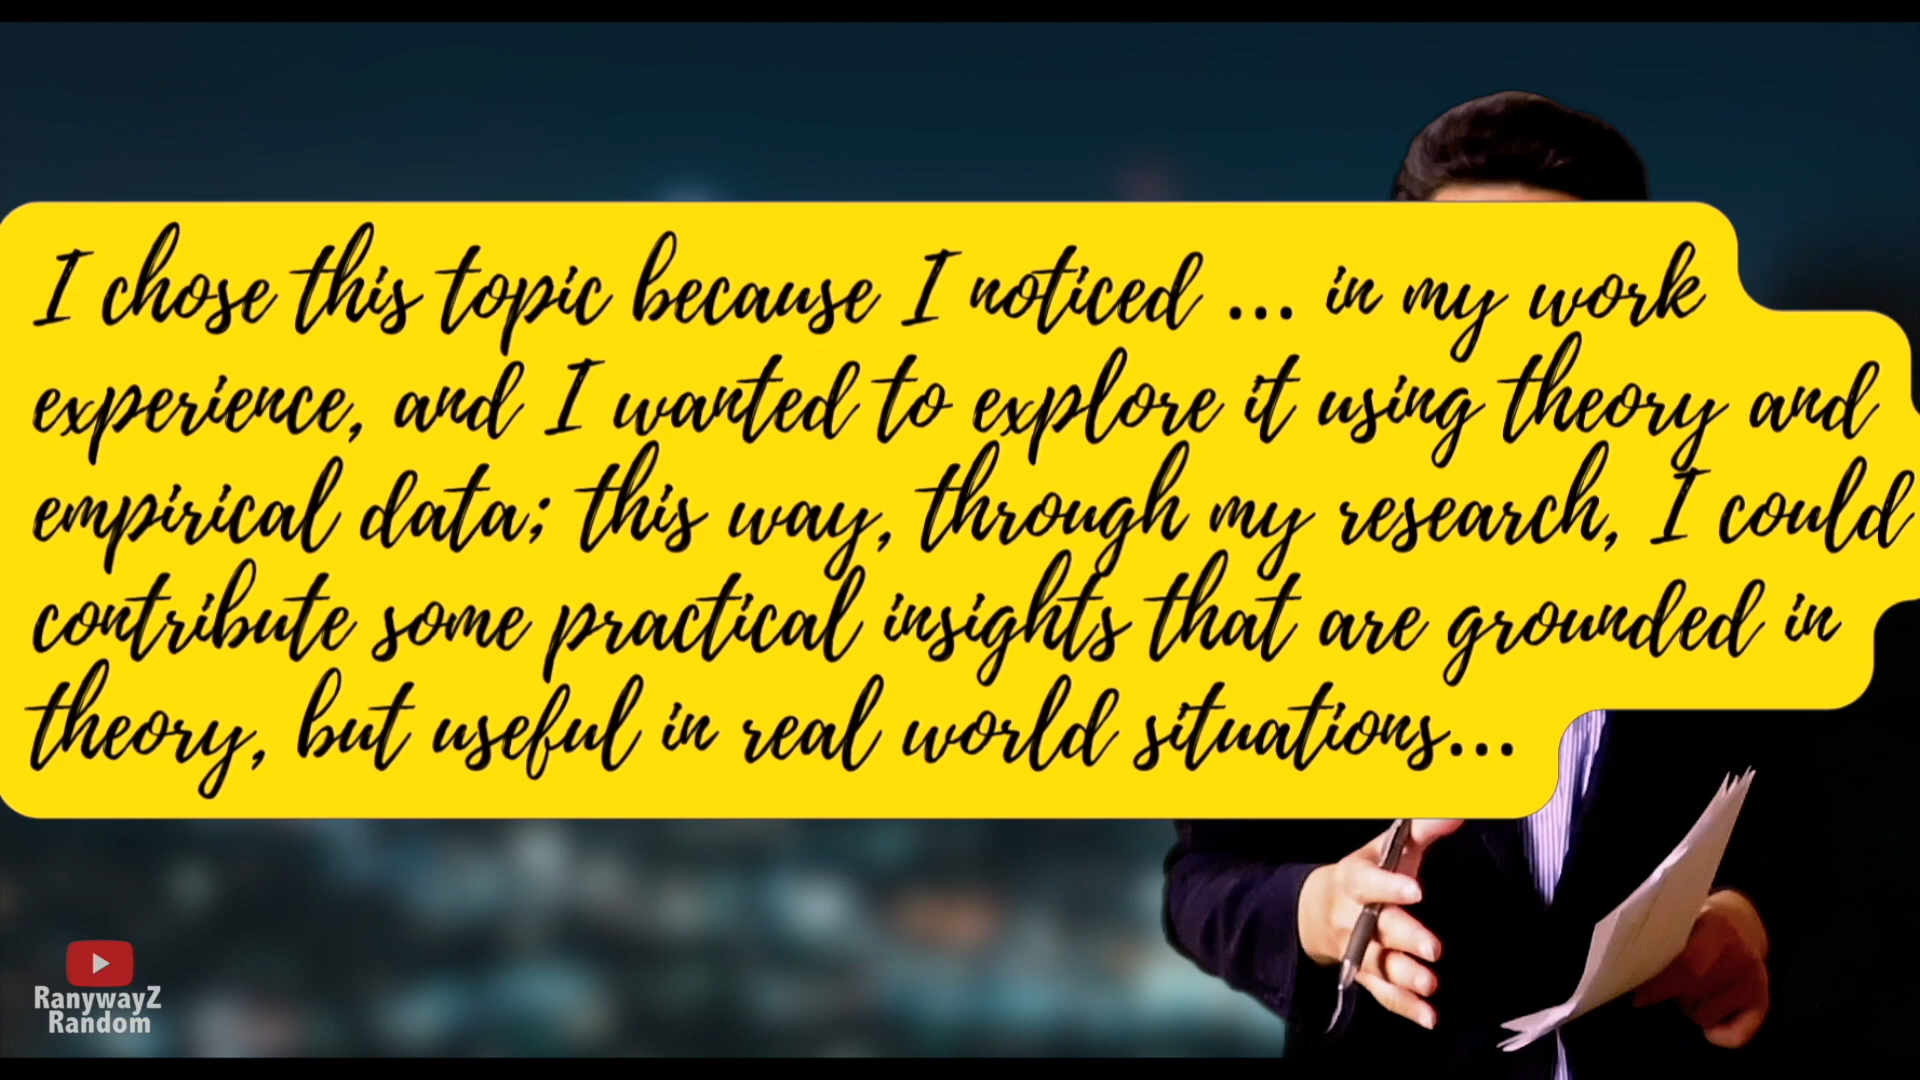 I chose this topic because I noticed ... in my work
experience, and I wanted to explore it using theory and
empirical data; this way, through my research, I could
contribute some practical insights that are grounded in
theory, but useful in real world situations...
RanywayZ
Random